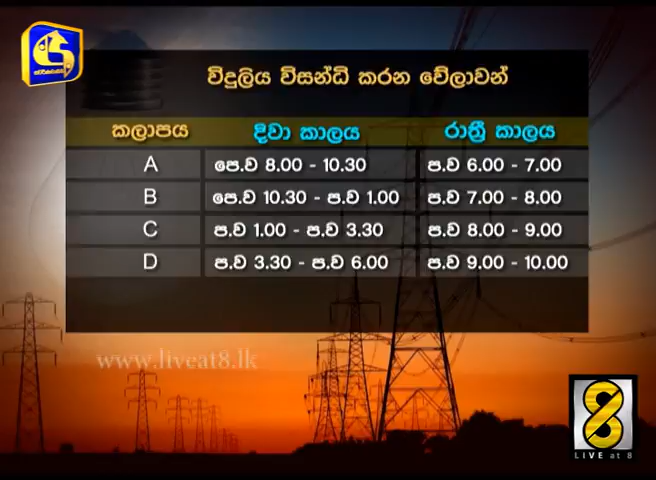 විදුලිය විසන්ධි කරන වේලාවන්
කලාපය දිවා කාලය රාත්‍රී කාලය
A පෙ.ව 8.00 - 10.30 ප.ව 6.00 - 7.00
B පෙ.ව 10.30 - ප.ව 1.00 ප.ව 7.00 - 8.00
C ප.ව 1.00 - ප.ව 3.30 ප.ව 8.00 - 9.00
D ප.ව 3.30 - ප.ව 6.00 ප.ව 9.00 - 10.00
www.liveat8.lk
8
LIVE at 8